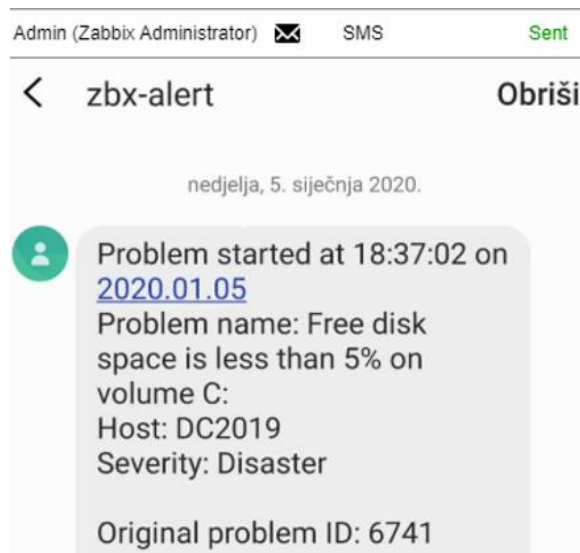 Admin (Zabbix Administrator) SMS Sent
zbx-alert Obriši
nedjelja, 5. siječnja 2020.
Problem started at 18:37:02 on
2020.01.05
Problem name: Free disk
space is less than 5% on
volume C:
Host: DC2019
Severity: Disaster
Original problem ID: 6741